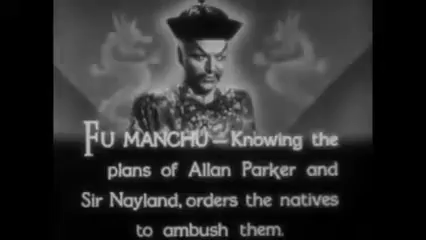 FU MANCHU — Knowing the
plans of Allan Parker and
Sir Nayland, orders the natives
to ambush them.